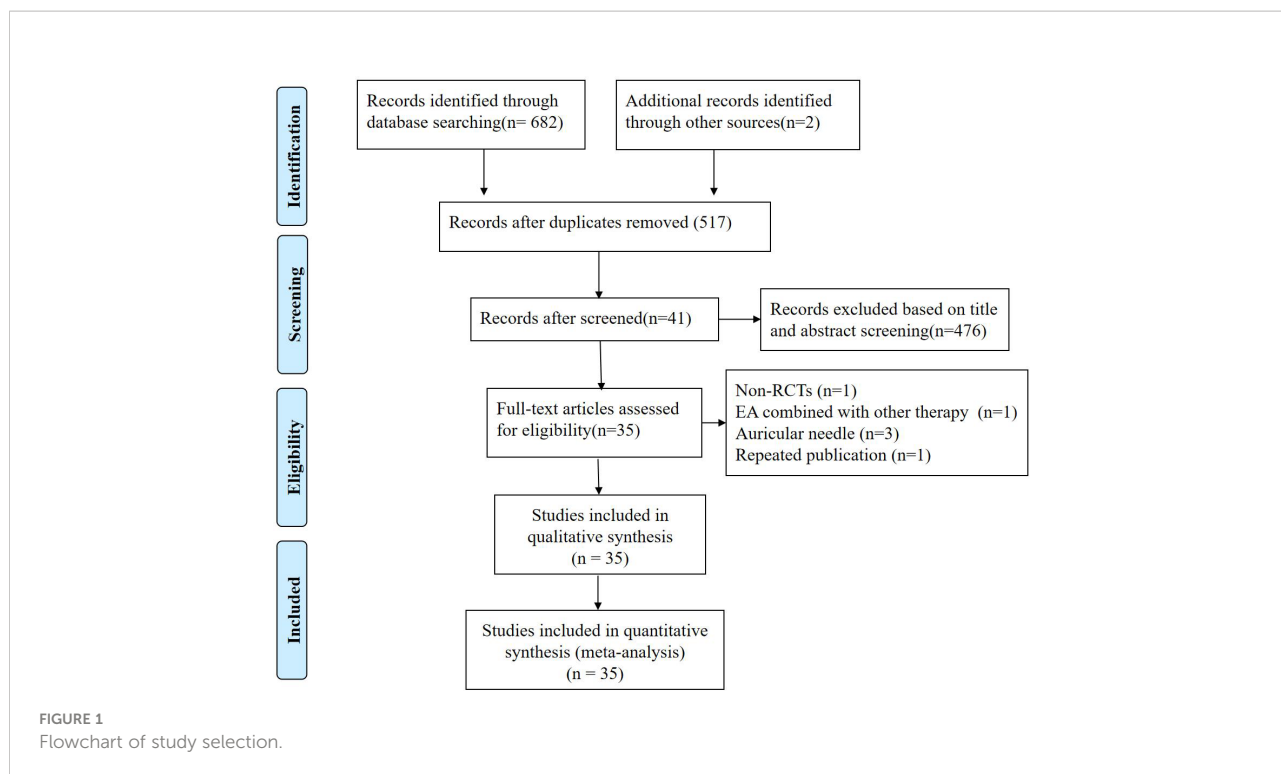 Identification
Records identified through
database searching(n= 682)
Additional records identified
through other sources(n=2)
Records after duplicates removed (517)
Screening
Records after screened(n=41)
Records excluded based on title
and abstract screening(n=476)
Eligibility
Full-text articles assessed
for eligibility(n=35)
Non-RCTs (n=1)
EA combined with other therapy (n=1)
Auricular needle (n=3)
Repeated publication (n=1)
Studies included in
qualitative synthesis
(n = 35)
Included
Studies included in quantitative
synthesis (meta-analysis)
(n = 35)
FIGURE 1
Flowchart of study selection.